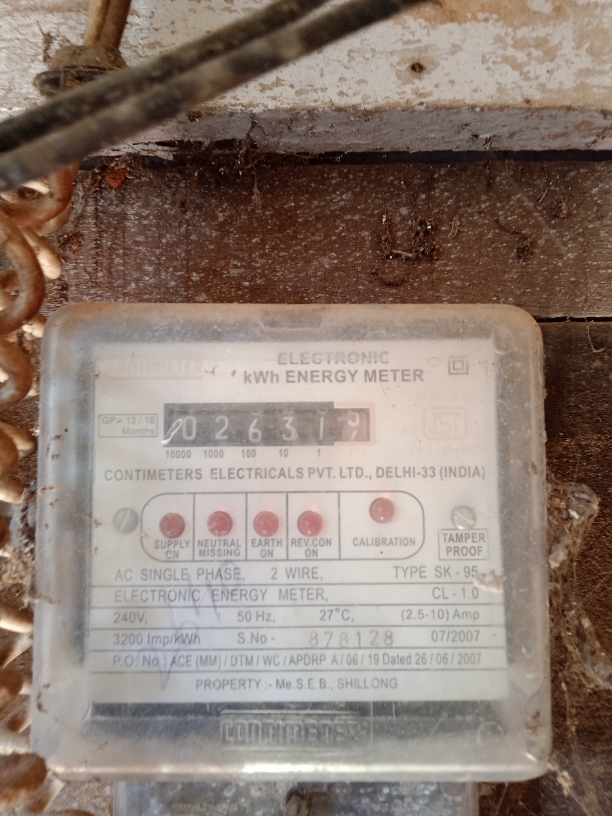 CONTIMETER
ELECTRONIC
kWh ENERGY METER
GP = 12 / 18
Months
0 2 6 3 1
10000 1000 100 10 1
CONTIMETERS ELECTRICALS PVT. LTD., DELHI-33 (INDIA)
SUPPLY CN
NEUTRAL MISSING
EARTH ON
REV.CON ON
CALIBRATION
TAMPER PROOF
AC SINGLE PHASE, 2 WIRE, TYPE SK - 95
ELECTRONIC ENERGY METER, CL - 1.0
240V, 50 Hz, 27°C, (2.5-10) Amp
3200 Imp/kWh S.No - 878128 07/2007
P.O. No : ACE (MM) / DTM / WC / APDRP A / 06 / 19 Dated 26 / 06 / 2007
PROPERTY :- Me.S.E.B., SHILLONG
CONTIMETER